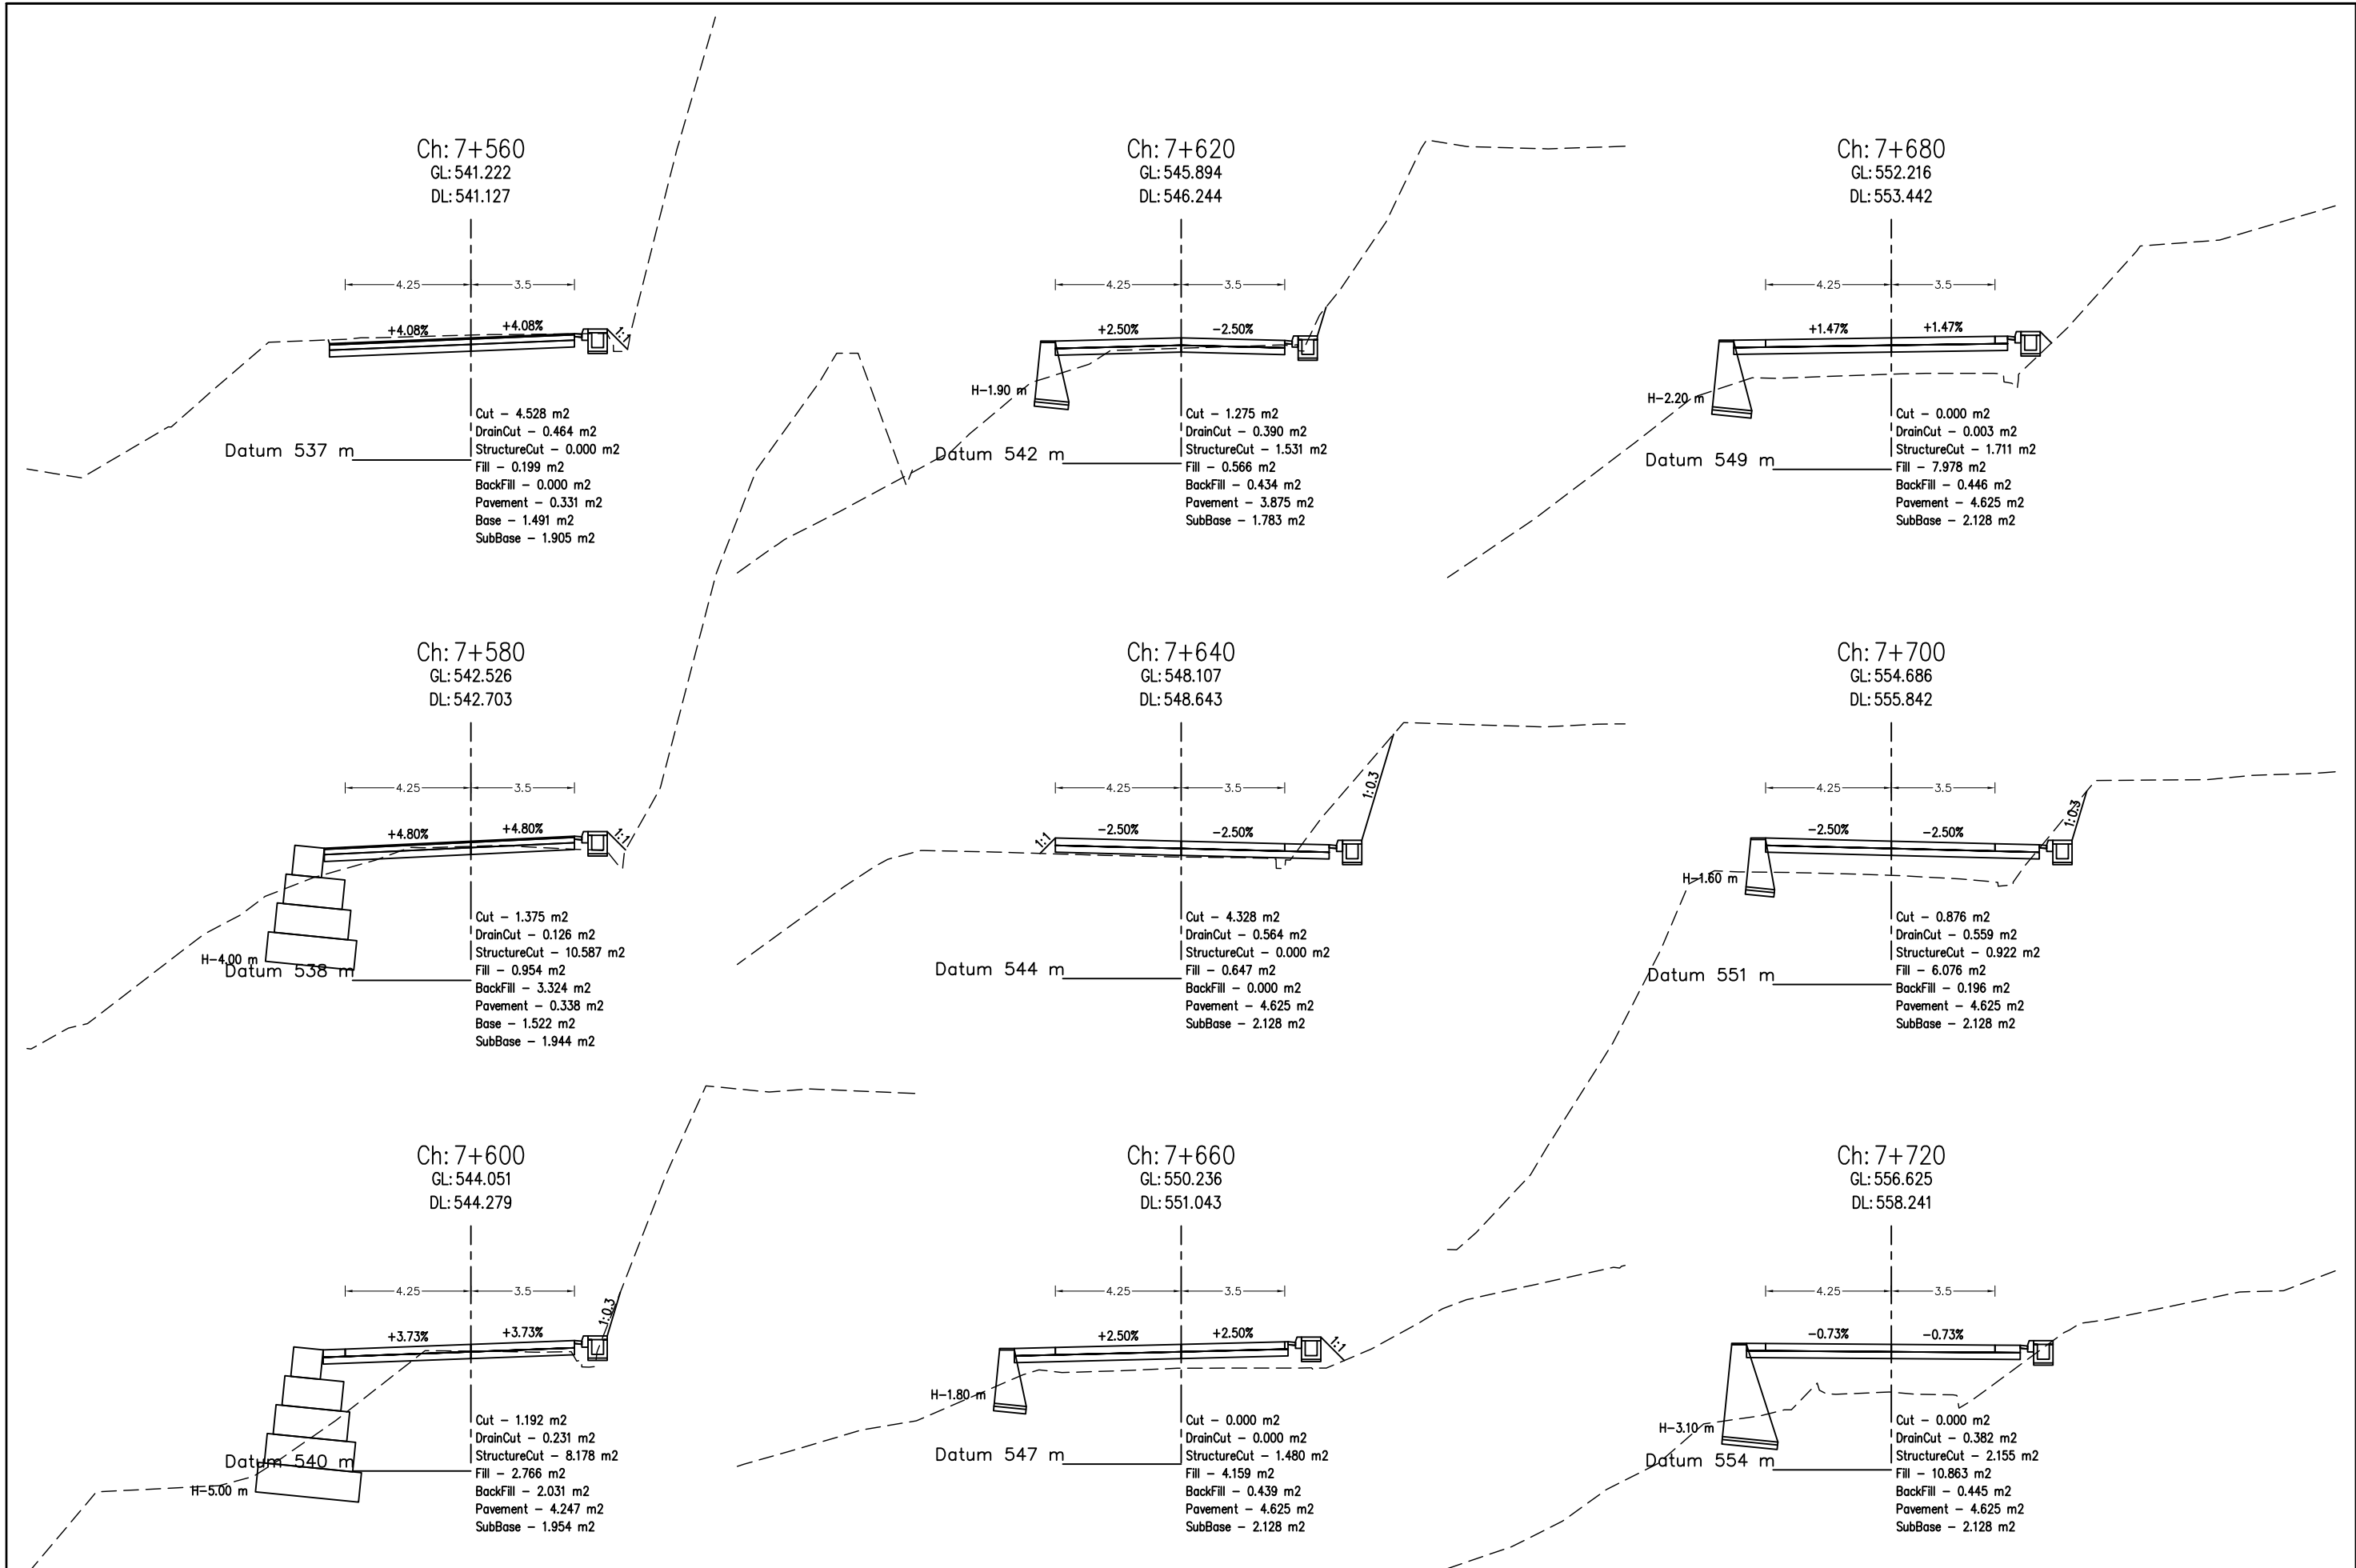 Ch: 7+560
GL: 541.222
DL: 541.127
4.25
3.5
+4.08%
+4.08%
1:1
Datum 537 m
Cut - 4.528 m2
DrainCut - 0.464 m2
StructureCut - 0.000 m2
Fill - 0.199 m2
BackFill - 0.000 m2
Pavement - 0.331 m2
Base - 1.491 m2
SubBase - 1.905 m2
Ch: 7+620
GL: 545.894
DL: 546.244
4.25
3.5
+2.50%
-2.50%
H-1.90 m
Datum 542 m
Cut - 1.275 m2
DrainCut - 0.390 m2
StructureCut - 1.531 m2
Fill - 0.566 m2
BackFill - 0.434 m2
Pavement - 3.875 m2
SubBase - 1.783 m2
Ch: 7+680
GL: 552.216
DL: 553.442
4.25
3.5
+1.47%
+1.47%
H-2.20 m
Datum 549 m
Cut - 0.000 m2
DrainCut - 0.003 m2
StructureCut - 1.711 m2
Fill - 7.978 m2
BackFill - 0.446 m2
Pavement - 4.625 m2
SubBase - 2.128 m2
Ch: 7+580
GL: 542.526
DL: 542.703
4.25
3.5
+4.80%
+4.80%
1:1
H-4.00 m
Datum 538 m
Cut - 1.375 m2
DrainCut - 0.126 m2
StructureCut - 10.587 m2
Fill - 0.954 m2
BackFill - 3.324 m2
Pavement - 0.338 m2
Base - 1.522 m2
SubBase - 1.944 m2
Ch: 7+640
GL: 548.107
DL: 548.643
4.25
3.5
1:0.3
1:1
-2.50%
-2.50%
Datum 544 m
Cut - 4.328 m2
DrainCut - 0.564 m2
StructureCut - 0.000 m2
Fill - 0.647 m2
BackFill - 0.000 m2
Pavement - 4.625 m2
SubBase - 2.128 m2
Ch: 7+700
GL: 554.686
DL: 555.842
4.25
3.5
1:0.3
-2.50%
-2.50%
H-1.60 m
Datum 551 m
Cut - 0.876 m2
DrainCut - 0.559 m2
StructureCut - 0.922 m2
Fill - 6.076 m2
BackFill - 0.196 m2
Pavement - 4.625 m2
SubBase - 2.128 m2
Ch: 7+600
GL: 544.051
DL: 544.279
4.25
3.5
1:0.3
+3.73%
+3.73%
Datum 540 m
H-5.00 m
Cut - 1.192 m2
DrainCut - 0.231 m2
StructureCut - 8.178 m2
Fill - 2.766 m2
BackFill - 2.031 m2
Pavement - 4.247 m2
SubBase - 1.954 m2
Ch: 7+660
GL: 550.236
DL: 551.043
4.25
3.5
+2.50%
+2.50%
1:1
H-1.80 m
Datum 547 m
Cut - 0.000 m2
DrainCut - 0.000 m2
StructureCut - 1.480 m2
Fill - 4.159 m2
BackFill - 0.439 m2
Pavement - 4.625 m2
SubBase - 2.128 m2
Ch: 7+720
GL: 556.625
DL: 558.241
4.25
3.5
-0.73%
-0.73%
H-3.10 m
Datum 554 m
Cut - 0.000 m2
DrainCut - 0.382 m2
StructureCut - 2.155 m2
Fill - 10.863 m2
BackFill - 0.445 m2
Pavement - 4.625 m2
SubBase - 2.128 m2